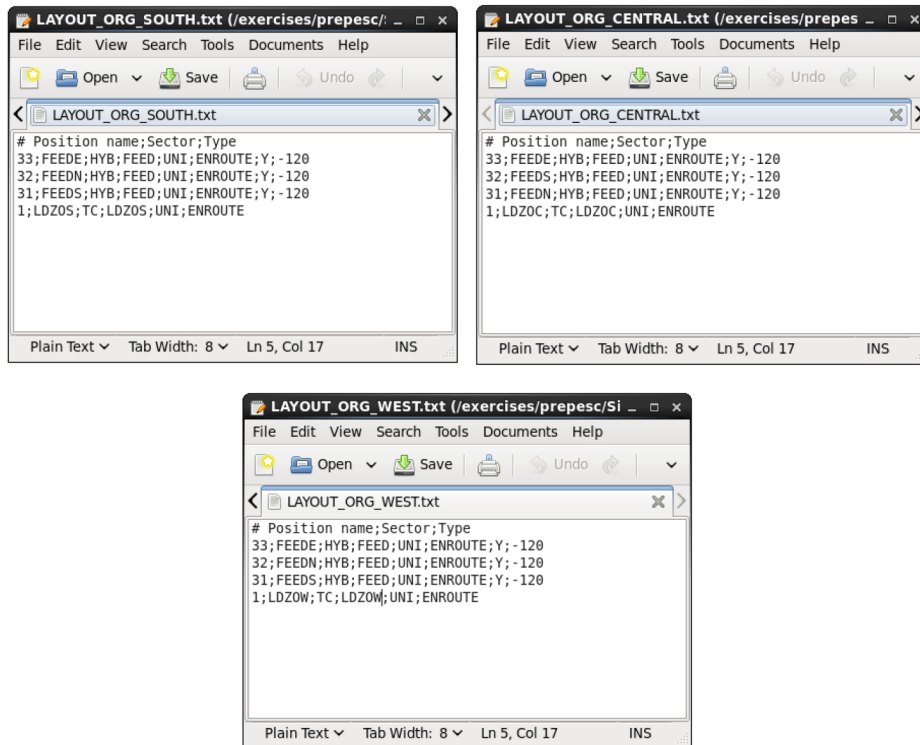 LAYOUT_ORG_SOUTH.txt (/exercises/prepesc/
File Edit View Search Tools Documents Help
Open Save Undo
LAYOUT_ORG_SOUTH.txt
# Position name;Sector;Type
33;FEEDE;HYB;FEED;UNI;ENROUTE;Y;-120
32;FEEDN;HYB;FEED;UNI;ENROUTE;Y;-120
31;FEEDS;HYB;FEED;UNI;ENROUTE;Y;-120
1;LDZOS;TC;LDZOS;UNI;ENROUTE
Plain Text Tab Width: 8 Ln 5, Col 17 INS
LAYOUT_ORG_CENTRAL.txt (/exercises/prepes
File Edit View Search Tools Documents Help
Open Save Undo
LAYOUT_ORG_CENTRAL.txt
# Position name;Sector;Type
33;FEEDE;HYB;FEED;UNI;ENROUTE;Y;-120
32;FEEDS;HYB;FEED;UNI;ENROUTE;Y;-120
31;FEEDN;HYB;FEED;UNI;ENROUTE;Y;-120
1;LDZOC;TC;LDZOC;UNI;ENROUTE
Plain Text Tab Width: 8 Ln 5, Col 17 INS
LAYOUT_ORG_WEST.txt (/exercises/prepesc/Si
File Edit View Search Tools Documents Help
Open Save Undo
LAYOUT_ORG_WEST.txt
# Position name;Sector;Type
33;FEEDE;HYB;FEED;UNI;ENROUTE;Y;-120
32;FEEDN;HYB;FEED;UNI;ENROUTE;Y;-120
31;FEEDS;HYB;FEED;UNI;ENROUTE;Y;-120
1;LDZOW;TC;LDZOW;UNI;ENROUTE
Plain Text Tab Width: 8 Ln 5, Col 17 INS